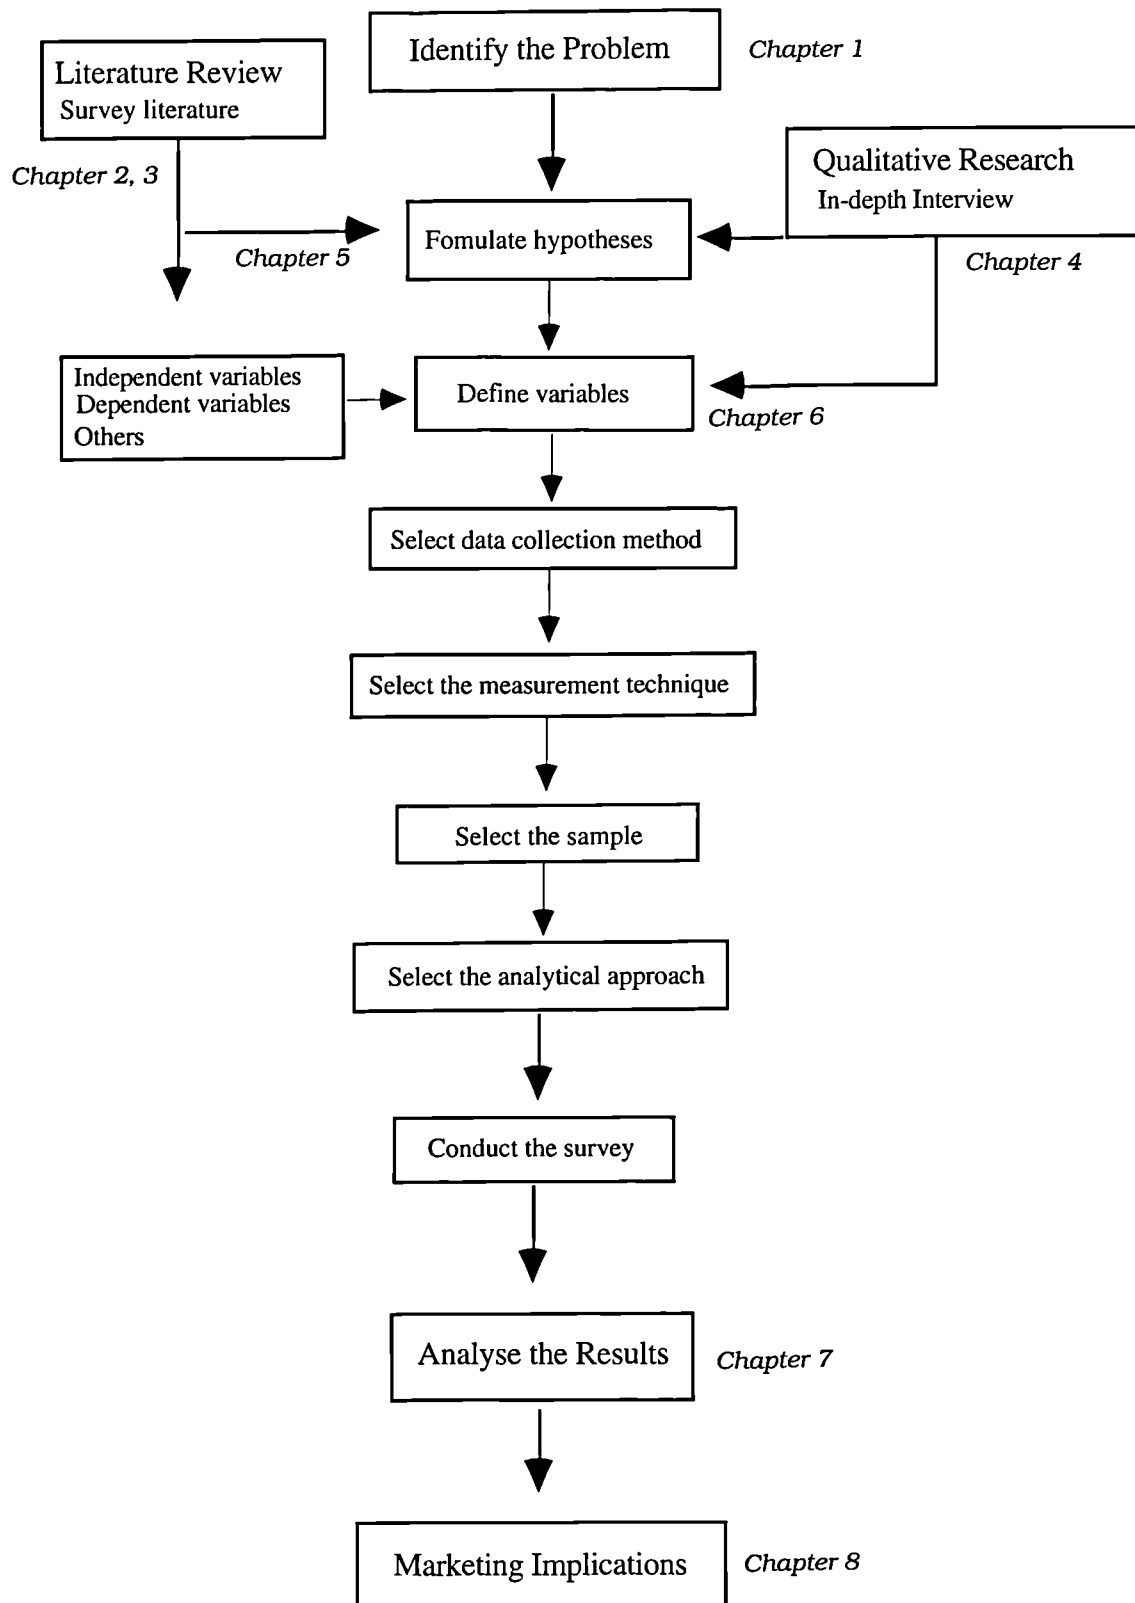 Identify the Problem
Chapter 1
Literature Review
Survey literature
Chapter 2, 3
Qualitative Research
In-depth Interview
Chapter 4
Fomulate hypotheses
Chapter 5
Independent variables
Dependent variables
Others
Define variables
Chapter 6
Select data collection method
Select the measurement technique
Select the sample
Select the analytical approach
Conduct the survey
Analyse the Results
Chapter 7
Marketing Implications
Chapter 8